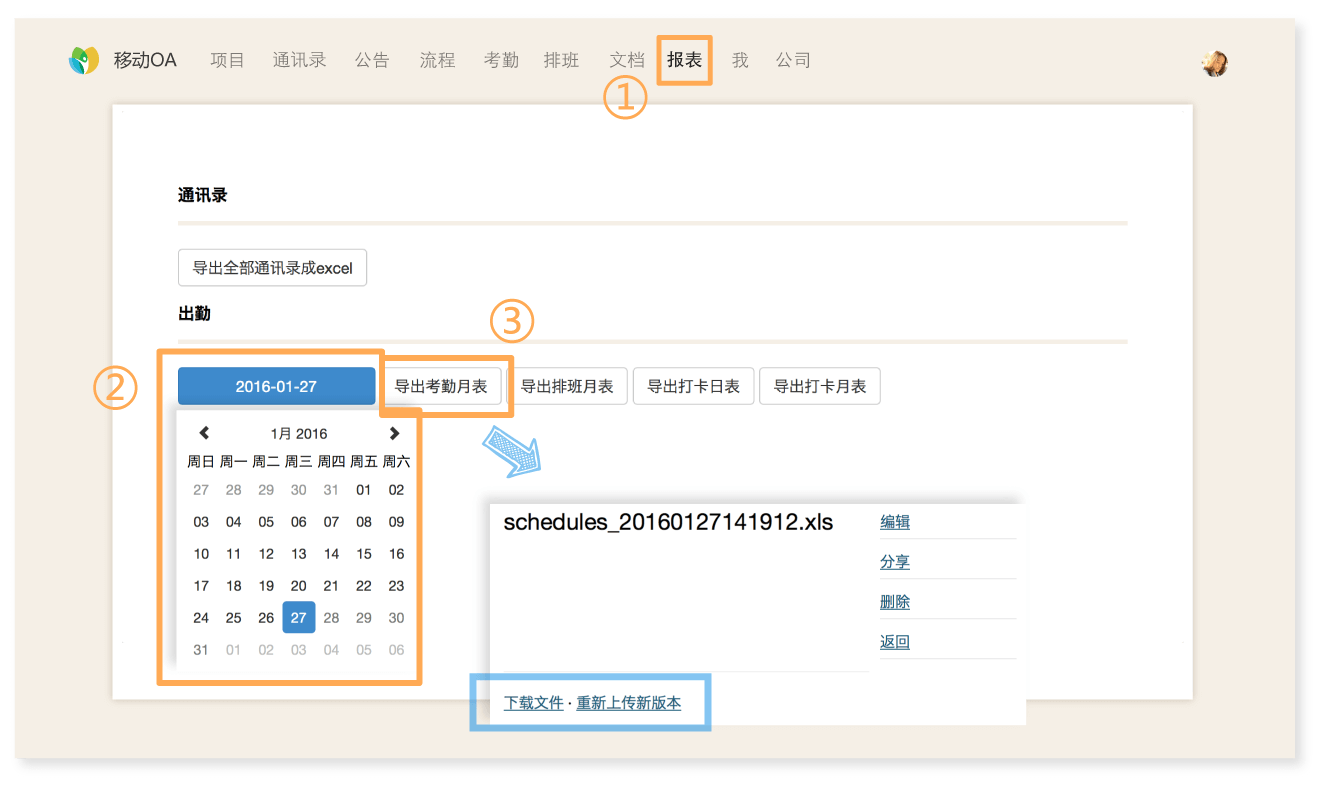 移动OA 项目 通讯录 公告 流程 考勤 排班 文档 报表 我 公司
①
通讯录
导出全部通讯录成excel
出勤
③
②
2016-01-27 导出考勤月表 导出排班月表 导出打卡日表 导出打卡月表
1月 2016
周日 周一 周二 周三 周四 周五 周六
27 28 29 30 31 01 02
03 04 05 06 07 08 09
10 11 12 13 14 15 16
17 18 19 20 21 22 23
24 25 26 27 28 29 30
31 01 02 03 04 05 06
schedules_20160127141912.xls
编辑
分享
删除
返回
下载文件 · 重新上传新版本